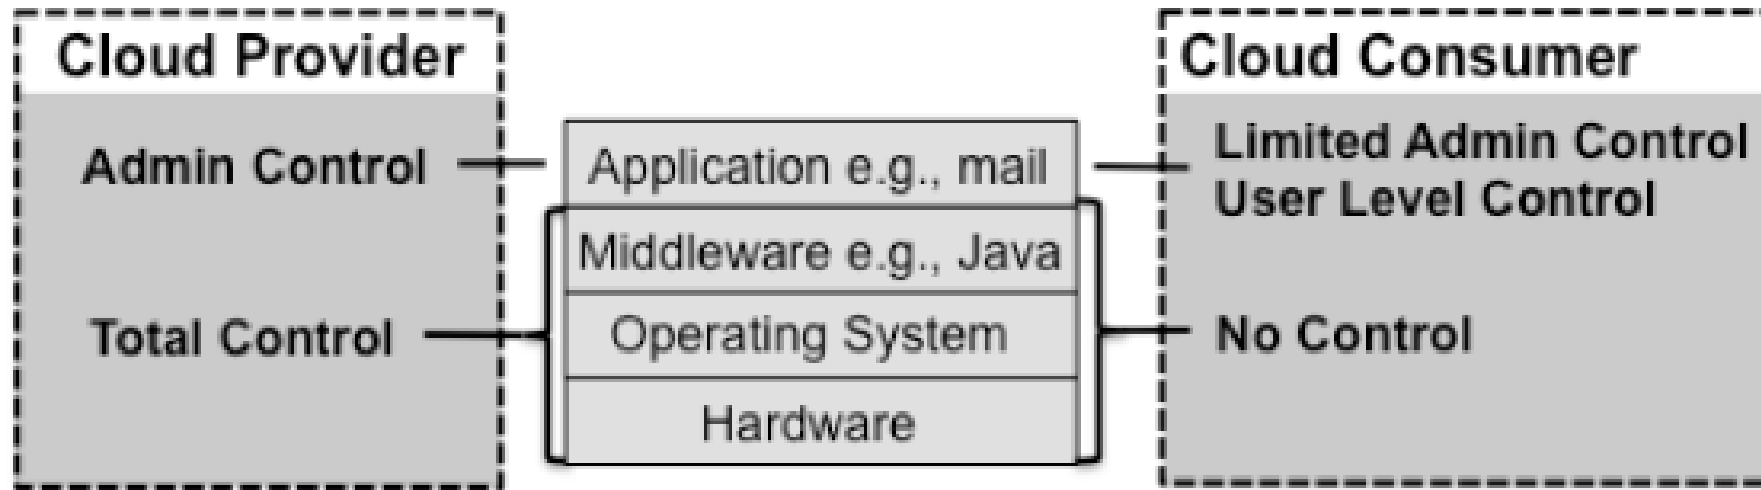 Cloud Provider
Admin Control
Total Control
Application e.g., mail
Middleware e.g., Java
Operating System
Hardware
Cloud Consumer
Limited Admin Control
User Level Control
No Control